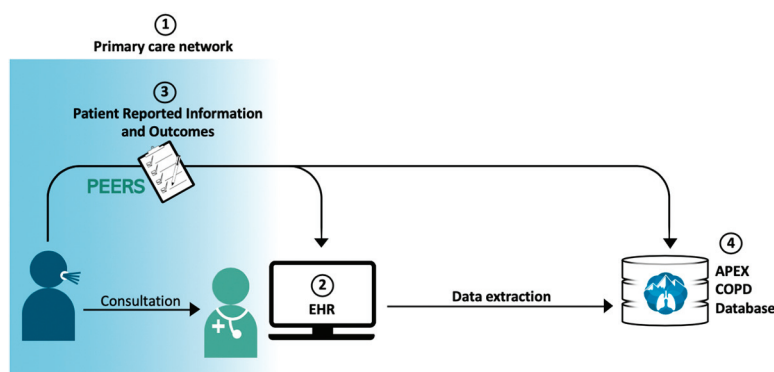 1
Primary care network
3
Patient Reported Information
and Outcomes
PEERS
Consultation
2
EHR
Data extraction
4
APEX
COPD
Database